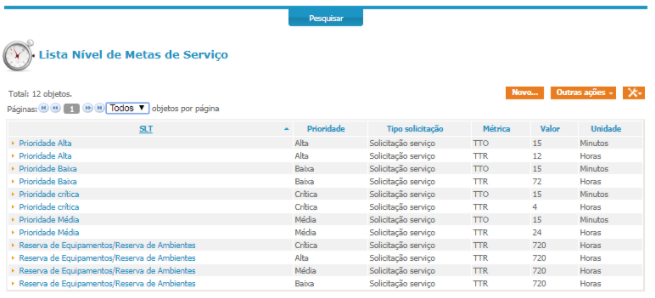 Pesquisar
Lista Nível de Metas de Serviço
Total: 12 objetos.
Novo... Outras ações
Páginas: 1 Todos objetos por página
SLT Prioridade Tipo solicitação Métrica Valor Unidade
Prioridade Alta Alta Solicitação serviço TTO 15 Minutos
Prioridade Alta Alta Solicitação serviço TTR 12 Horas
Prioridade Baixa Baixa Solicitação serviço TTO 15 Minutos
Prioridade Baixa Baixa Solicitação serviço TTR 72 Horas
Prioridade crítica Crítica Solicitação serviço TTO 15 Minutos
Prioridade crítica Crítica Solicitação serviço TTR 4 Horas
Prioridade Média Média Solicitação serviço TTO 15 Minutos
Prioridade Média Média Solicitação serviço TTR 24 Horas
Reserva de Equipamentos/Reserva de Ambientes Crítica Solicitação serviço TTR 720 Horas
Reserva de Equipamentos/Reserva de Ambientes Alta Solicitação serviço TTR 720 Horas
Reserva de Equipamentos/Reserva de Ambientes Média Solicitação serviço TTR 720 Horas
Reserva de Equipamentos/Reserva de Ambientes Baixa Solicitação serviço TTR 720 Horas